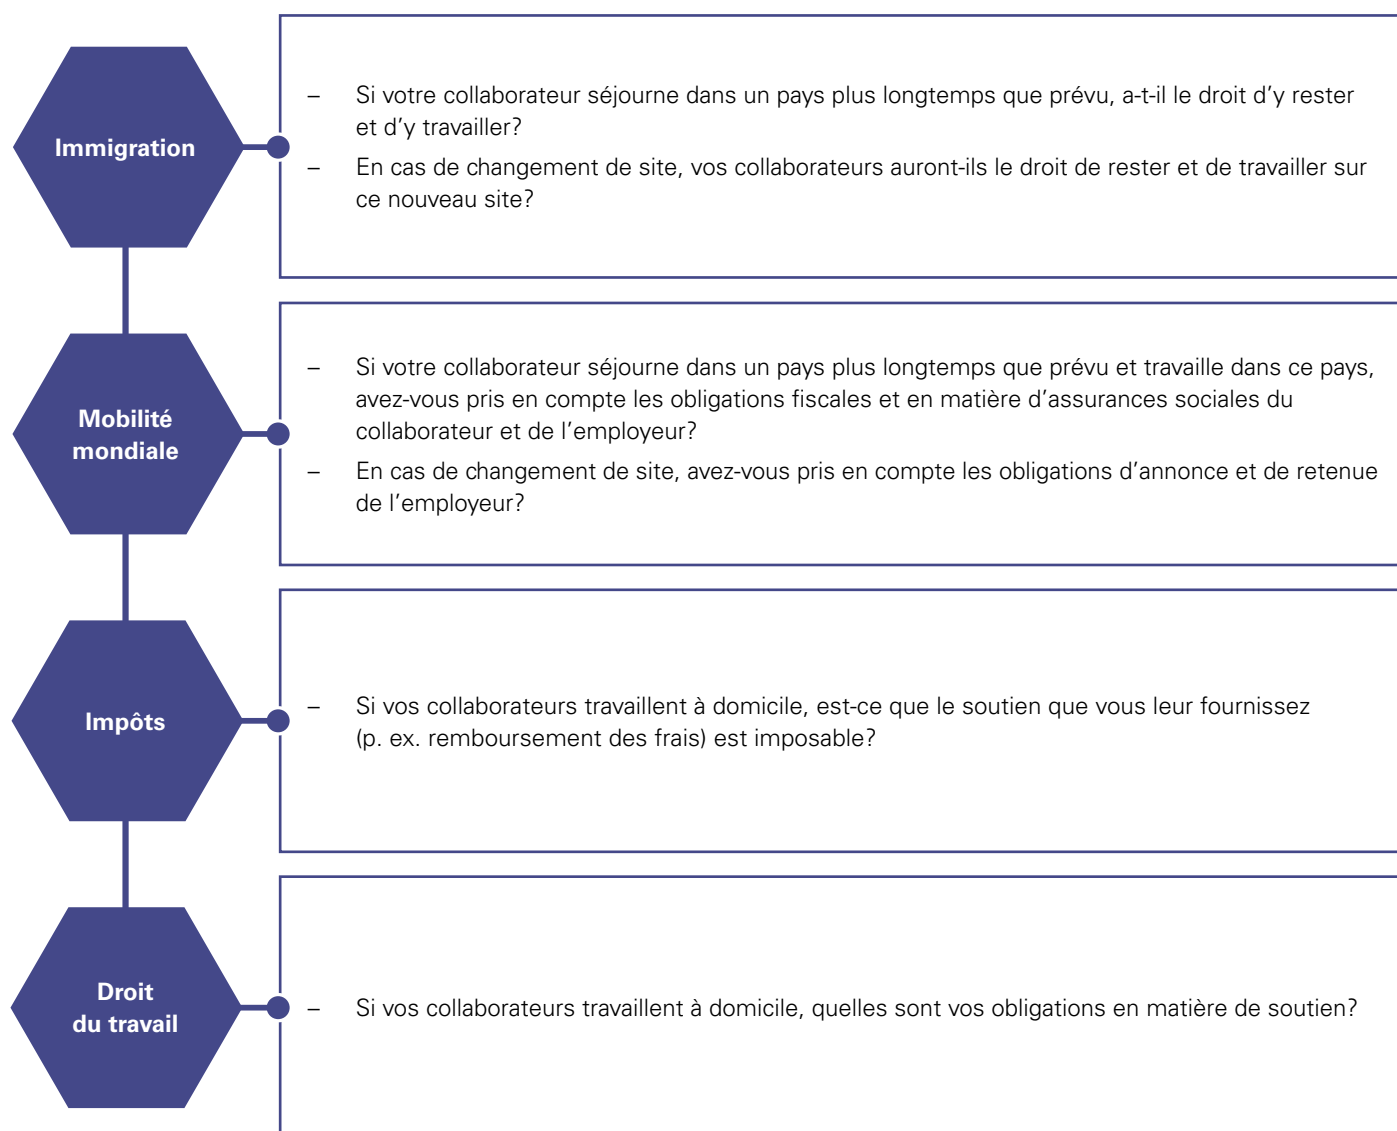 Immigration
– Si votre collaborateur séjourne dans un pays plus longtemps que prévu, a-t-il le droit d'y rester
et d'y travailler?
– En cas de changement de site, vos collaborateurs auront-ils le droit de rester et de travailler sur
ce nouveau site?
Mobilité
mondiale
– Si votre collaborateur séjourne dans un pays plus longtemps que prévu et travaille dans ce pays,
avez-vous pris en compte les obligations fiscales et en matière d'assurances sociales du
collaborateur et de l'employeur?
– En cas de changement de site, avez-vous pris en compte les obligations d'annonce et de retenue
de l'employeur?
Impôts
– Si vos collaborateurs travaillent à domicile, est-ce que le soutien que vous leur fournissez
(p. ex. remboursement des frais) est imposable?
Droit
du travail
– Si vos collaborateurs travaillent à domicile, quelles sont vos obligations en matière de soutien?